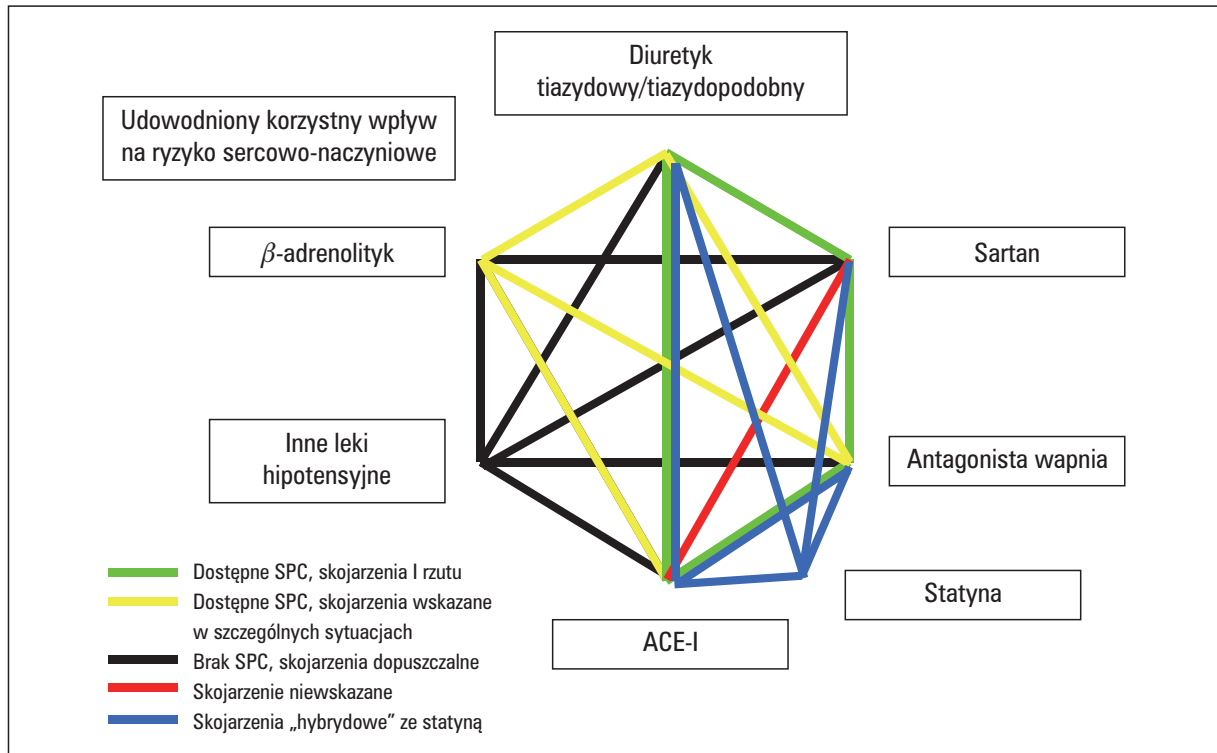 Diuretyk
tiazydowy/tiazydopodobny
Udowodniony korzystny wpływ
na ryzyko sercowo-naczyniowe
β-adrenolityk
Sartan
Inne leki
hipotensyjne
Antagonista wapnia
Statyna
ACE-I
Dostępne SPC, skojarzenia I rzutu
Dostępne SPC, skojarzenia wskazane
w szczególnych sytuacjach
Brak SPC, skojarzenia dopuszczalne
Skojarzenie niewskazane
Skojarzenia „hybrydowe” ze statyną